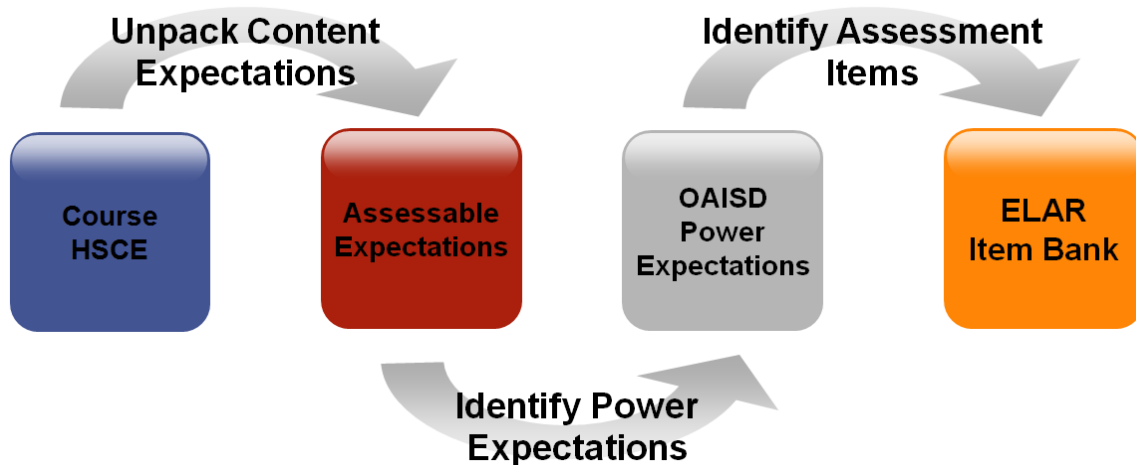 Unpack Content
Expectations
Identify Assessment
Items
Course
HSCE
Assessable
Expectations
OAISD
Power
Expectations
ELAR
Item Bank
Identify Power
Expectations